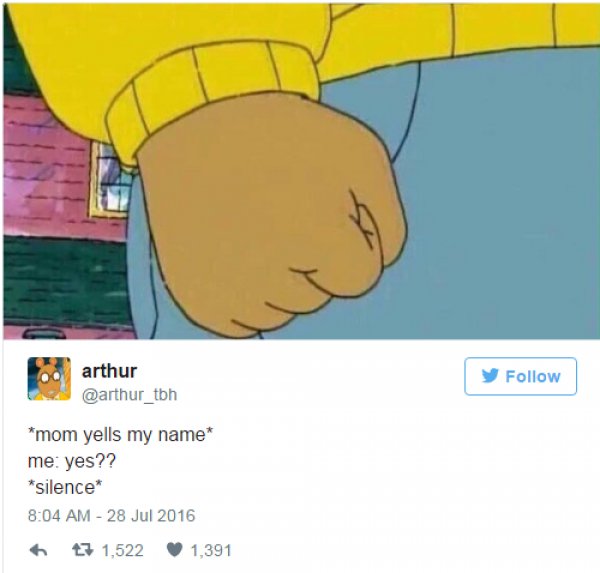 arthur
@arthur_tbh
Follow
*mom yells my name*
me: yes??
*silence*
8:04 AM - 28 Jul 2016
1,522 1,391